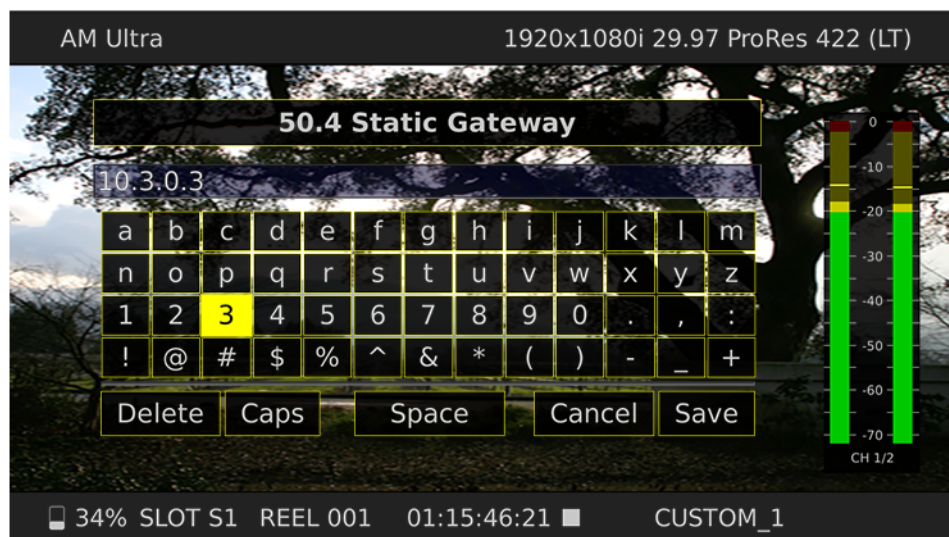 AM Ultra 1920x1080i 29.97 ProRes 422 (LT)
50.4 Static Gateway
10.3.0.3
a b c d e f g h i j k l m
n o p q r s t u v w x y z
1 2 3 4 5 6 7 8 9 0 . , :
! @ # $ % ^ & * ( ) - _ +
Delete Caps Space Cancel Save
0
-10
-20
-30
-40
-50
-60
-70
CH 1/2
34% SLOT S1 REEL 001 01:15:46:21 CUSTOM_1